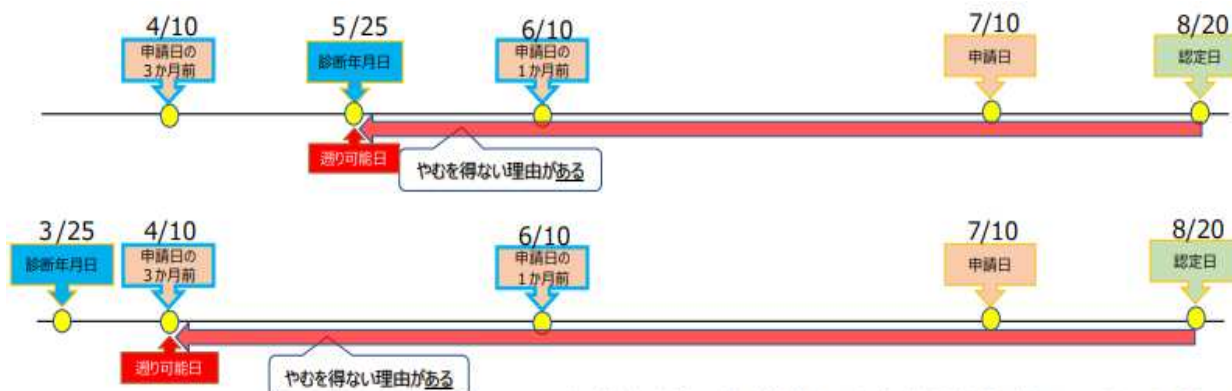 4/10
5/25
6/10
7/10
8/20
申請日の
3か月前
診断年月日
申請日の
1か月前
申請日
認定日
遡り可能日
やむを得ない理由がある
3/25
4/10
6/10
7/10
8/20
診断年月日
申請日の
3か月前
申請日の
1か月前
申請日
認定日
遡り可能日
やむを得ない理由がある